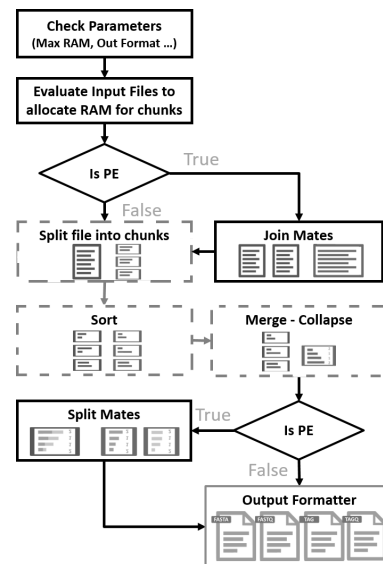 Check Parameters
(Max RAM, Out Format ...)
Evaluate Input Files to
allocate RAM for chunks
Is PE
True
False
Split file into chunks
Join Mates
Sort
Merge - Collapse
Split Mates
True
Is PE
False
Output Formatter
FASTA
FASTQ
TAG
TAGQ